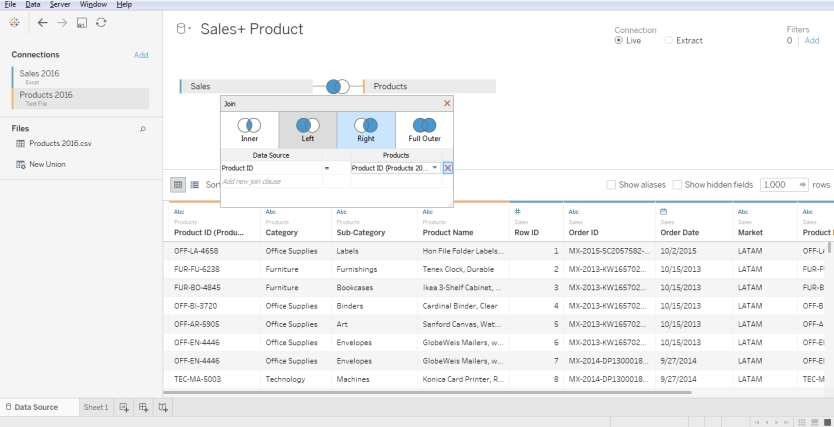 File Data Server Window Help
Sales+ Product
Connection
Live Extract
Filters
0 Add
Connections Add
Sales 2016
Excel
Products 2016
Text File
Files
Products 2016.csv
New Union
Sales Products
Join
Inner Left Right Full Outer
Data Source Products
Product ID = Product ID (Products 20...
Add new join clause
Sort
Show aliases Show hidden fields 1,000 rows
Abc Abc Abc Abc # Abc Abc Abc
Products Products Products Products Sales Sales Sales Sales Sales
Product ID (Produ... Category Sub-Category Product Name Row ID Order ID Order Date Market Product I
OFF-LA-4658 Office Supplies Labels Hon File Folder Labels... 1 MX-2015-SC2057582-... 10/2/2015 LATAM OFF-L
FUR-FU-6238 Furniture Furnishings Tenex Clock, Durable 2 MX-2013-KW165702... 10/15/2013 LATAM FUR-F
FUR-BO-4845 Furniture Bookcases Ikea 3-Shelf Cabinet, ... 3 MX-2013-KW165702... 10/15/2013 LATAM FUR-B
OFF-BI-3720 Office Supplies Binders Cardinal Binder, Clear 4 MX-2013-KW165702... 10/15/2013 LATAM OFF-B
OFF-AR-5905 Office Supplies Art Sanford Canvas, Wat... 5 MX-2013-KW165702... 10/15/2013 LATAM OFF-A
OFF-EN-4446 Office Supplies Envelopes GlobeWeis Mailers, w... 6 MX-2013-KW165702... 10/15/2013 LATAM OFF-E
OFF-EN-4446 Office Supplies Envelopes GlobeWeis Mailers, w... 7 MX-2014-DP1300018... 9/27/2014 LATAM OFF-E
TEC-MA-5003 Technology Machines Konica Card Printer, R... 8 MX-2014-DP1300018... 9/27/2014 LATAM TEC-M
Data Source Sheet 1